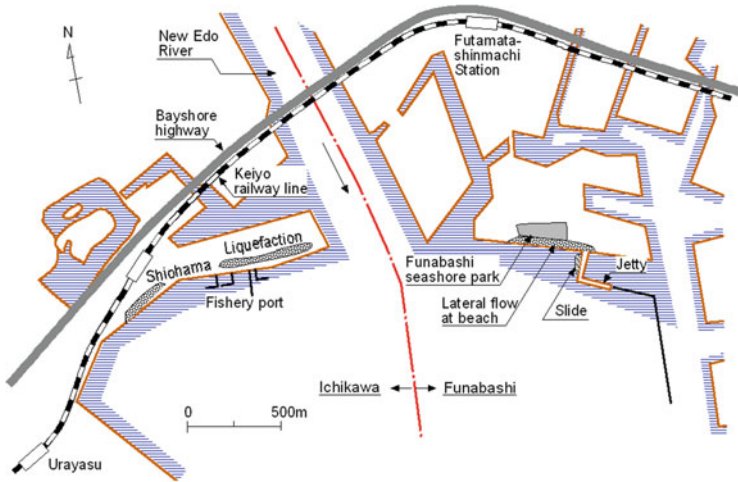 N
New Edo
River
Futamata-
shinmachi
Station
Bayshore
highway
Keiyo
railway line
Liquefaction
Shiohama
Fishery port
Funabashi
seashore park
Jetty
Lateral flow
at beach
Slide
Ichikawa
Funabashi
0 500m
Urayasu